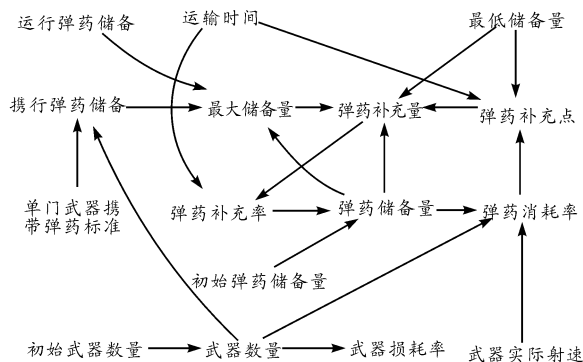 运行弹药储备
运输时间
最低储备量
携行弹药储备
最大储备量
弹药补充量
弹药补充点
单门武器携
带弹药标准
弹药补充率
弹药储备量
弹药消耗率
初始弹药储备量
初始武器数量
武器数量
武器损耗率
武器实际射速